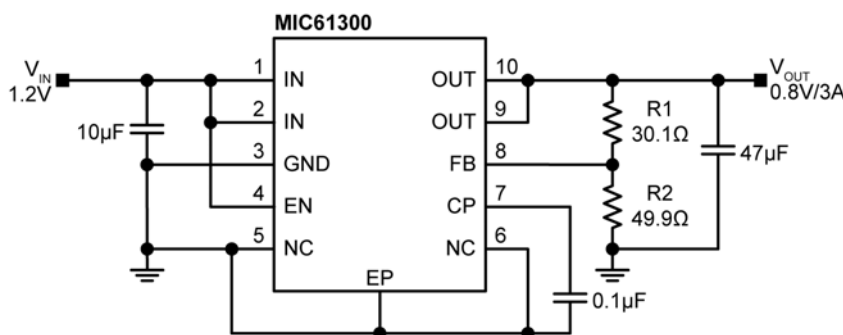 MIC61300
V_IN
1.2V
10µF
1 IN
2 IN
3 GND
4 EN
5 NC
EP
OUT 10
OUT 9
FB 8
CP 7
NC 6
R1
30.1Ω
R2
49.9Ω
47µF
0.1µF
V_OUT
0.8V/3A